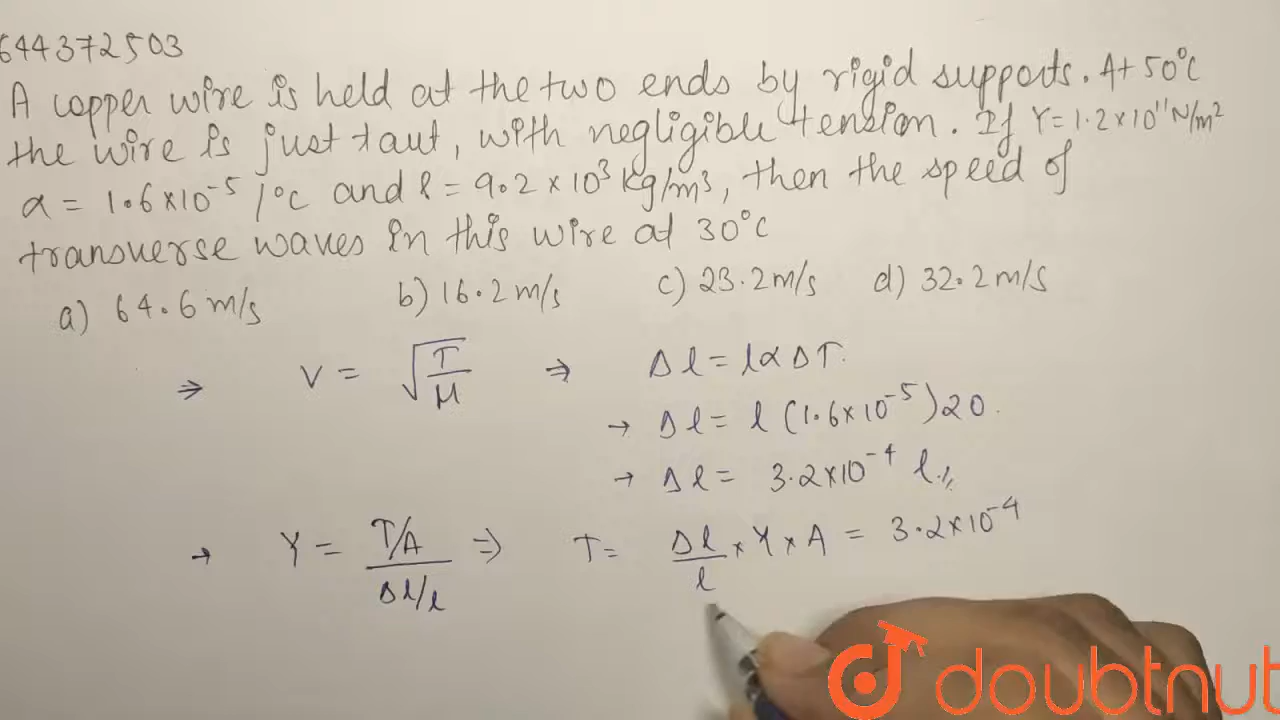 644372503
A copper wire is held at the two ends by rigid supports. At 50°C
the wire is just taut, with negligible tension. If Y=1.2×10¹¹N/m²
α = 1.6×10⁻⁵ /°C and ℓ = 9.2 × 10³ Kg/m³, then the speed of
transverse waves in this wire at 30°C
a) 64.6 m/s b) 16.2 m/s c) 23.2 m/s d) 32.2 m/s
⇒ V = √(T/μ) ⇒ Δl = lαΔT.
→ Δl = l (1.6×10⁻⁵)20.
→ Δl = 3.2×10⁻⁴ l.
→ Y = (T/A)/(Δl/l) ⇒ T = Δl/l × Y × A = 3.2×10⁻⁴
doubtnut